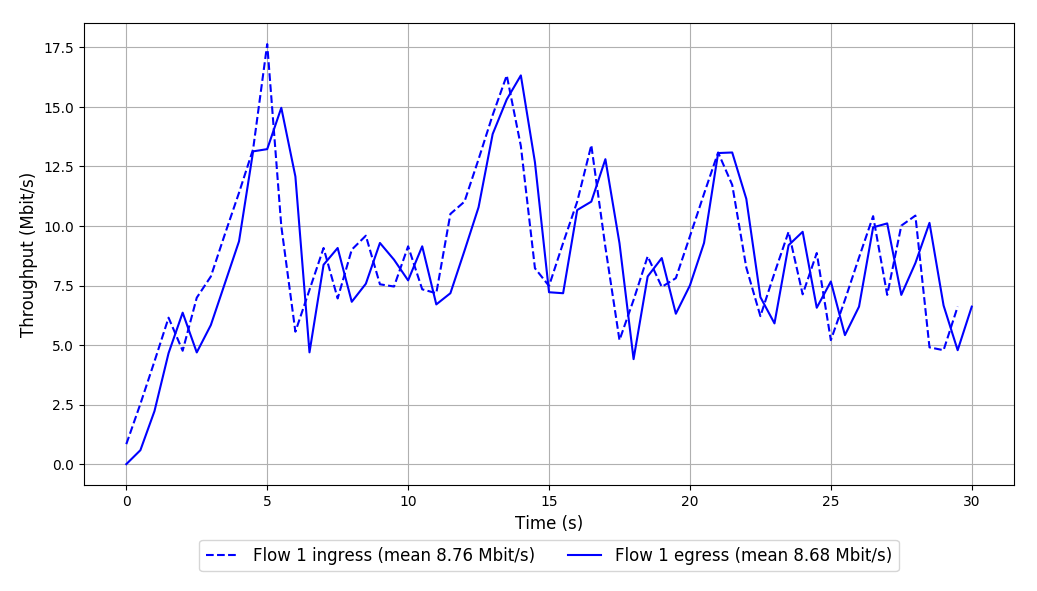 Throughput (Mbit/s)
17.5
15.0
12.5
10.0
7.5
5.0
2.5
0.0
0 5 10 15 20 25 30
Time (s)
Flow 1 ingress (mean 8.76 Mbit/s) Flow 1 egress (mean 8.68 Mbit/s)